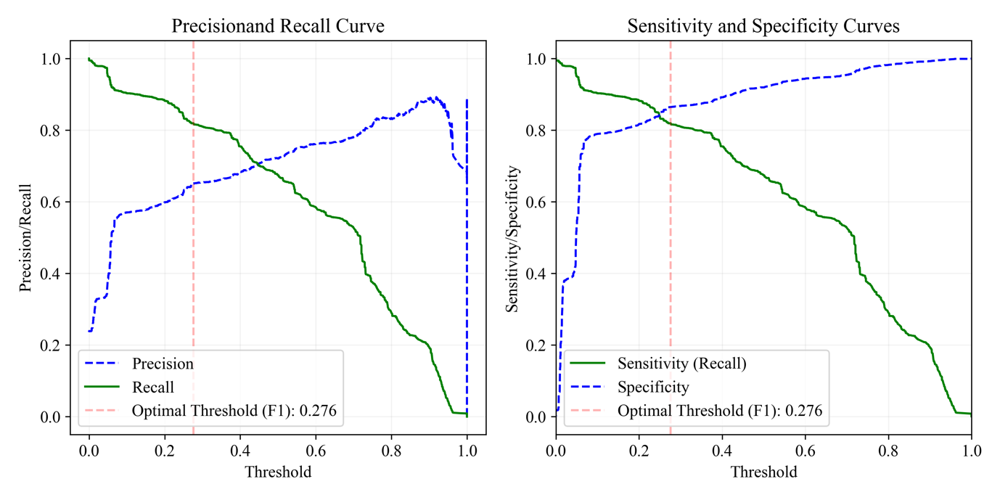 Precisionand Recall Curve
Precision/Recall
1.0
0.8
0.6
0.4
0.2
0.0
Precision
Recall
Optimal Threshold (F1): 0.276
0.0 0.2 0.4 0.6 0.8 1.0
Threshold
Sensitivity and Specificity Curves
Sensitivity/Specificity
1.0
0.8
0.6
0.4
0.2
0.0
Sensitivity (Recall)
Specificity
Optimal Threshold (F1): 0.276
0.0 0.2 0.4 0.6 0.8 1.0
Threshold